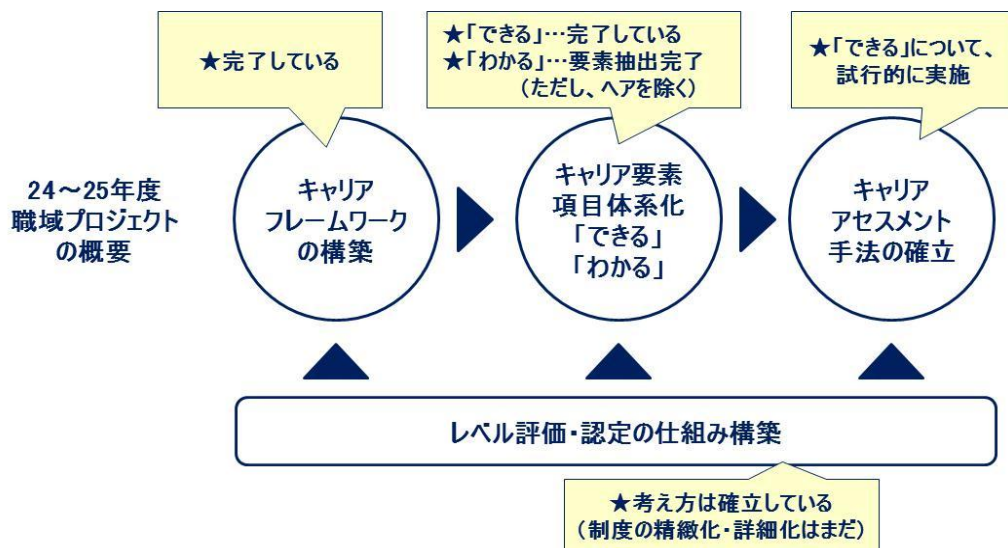 ★完了している
★「できる」…完了している
★「わかる」…要素抽出完了
（ただし、ヘアを除く）
★「できる」について、
試行的に実施
24～25年度
職域プロジェクト
の概要
キャリア
フレームワーク
の構築
キャリア要素
項目体系化
「できる」
「わかる」
キャリア
アセスメント
手法の確立
レベル評価・認定の仕組み構築
★考え方は確立している
（制度の精緻化・詳細化はまだ）